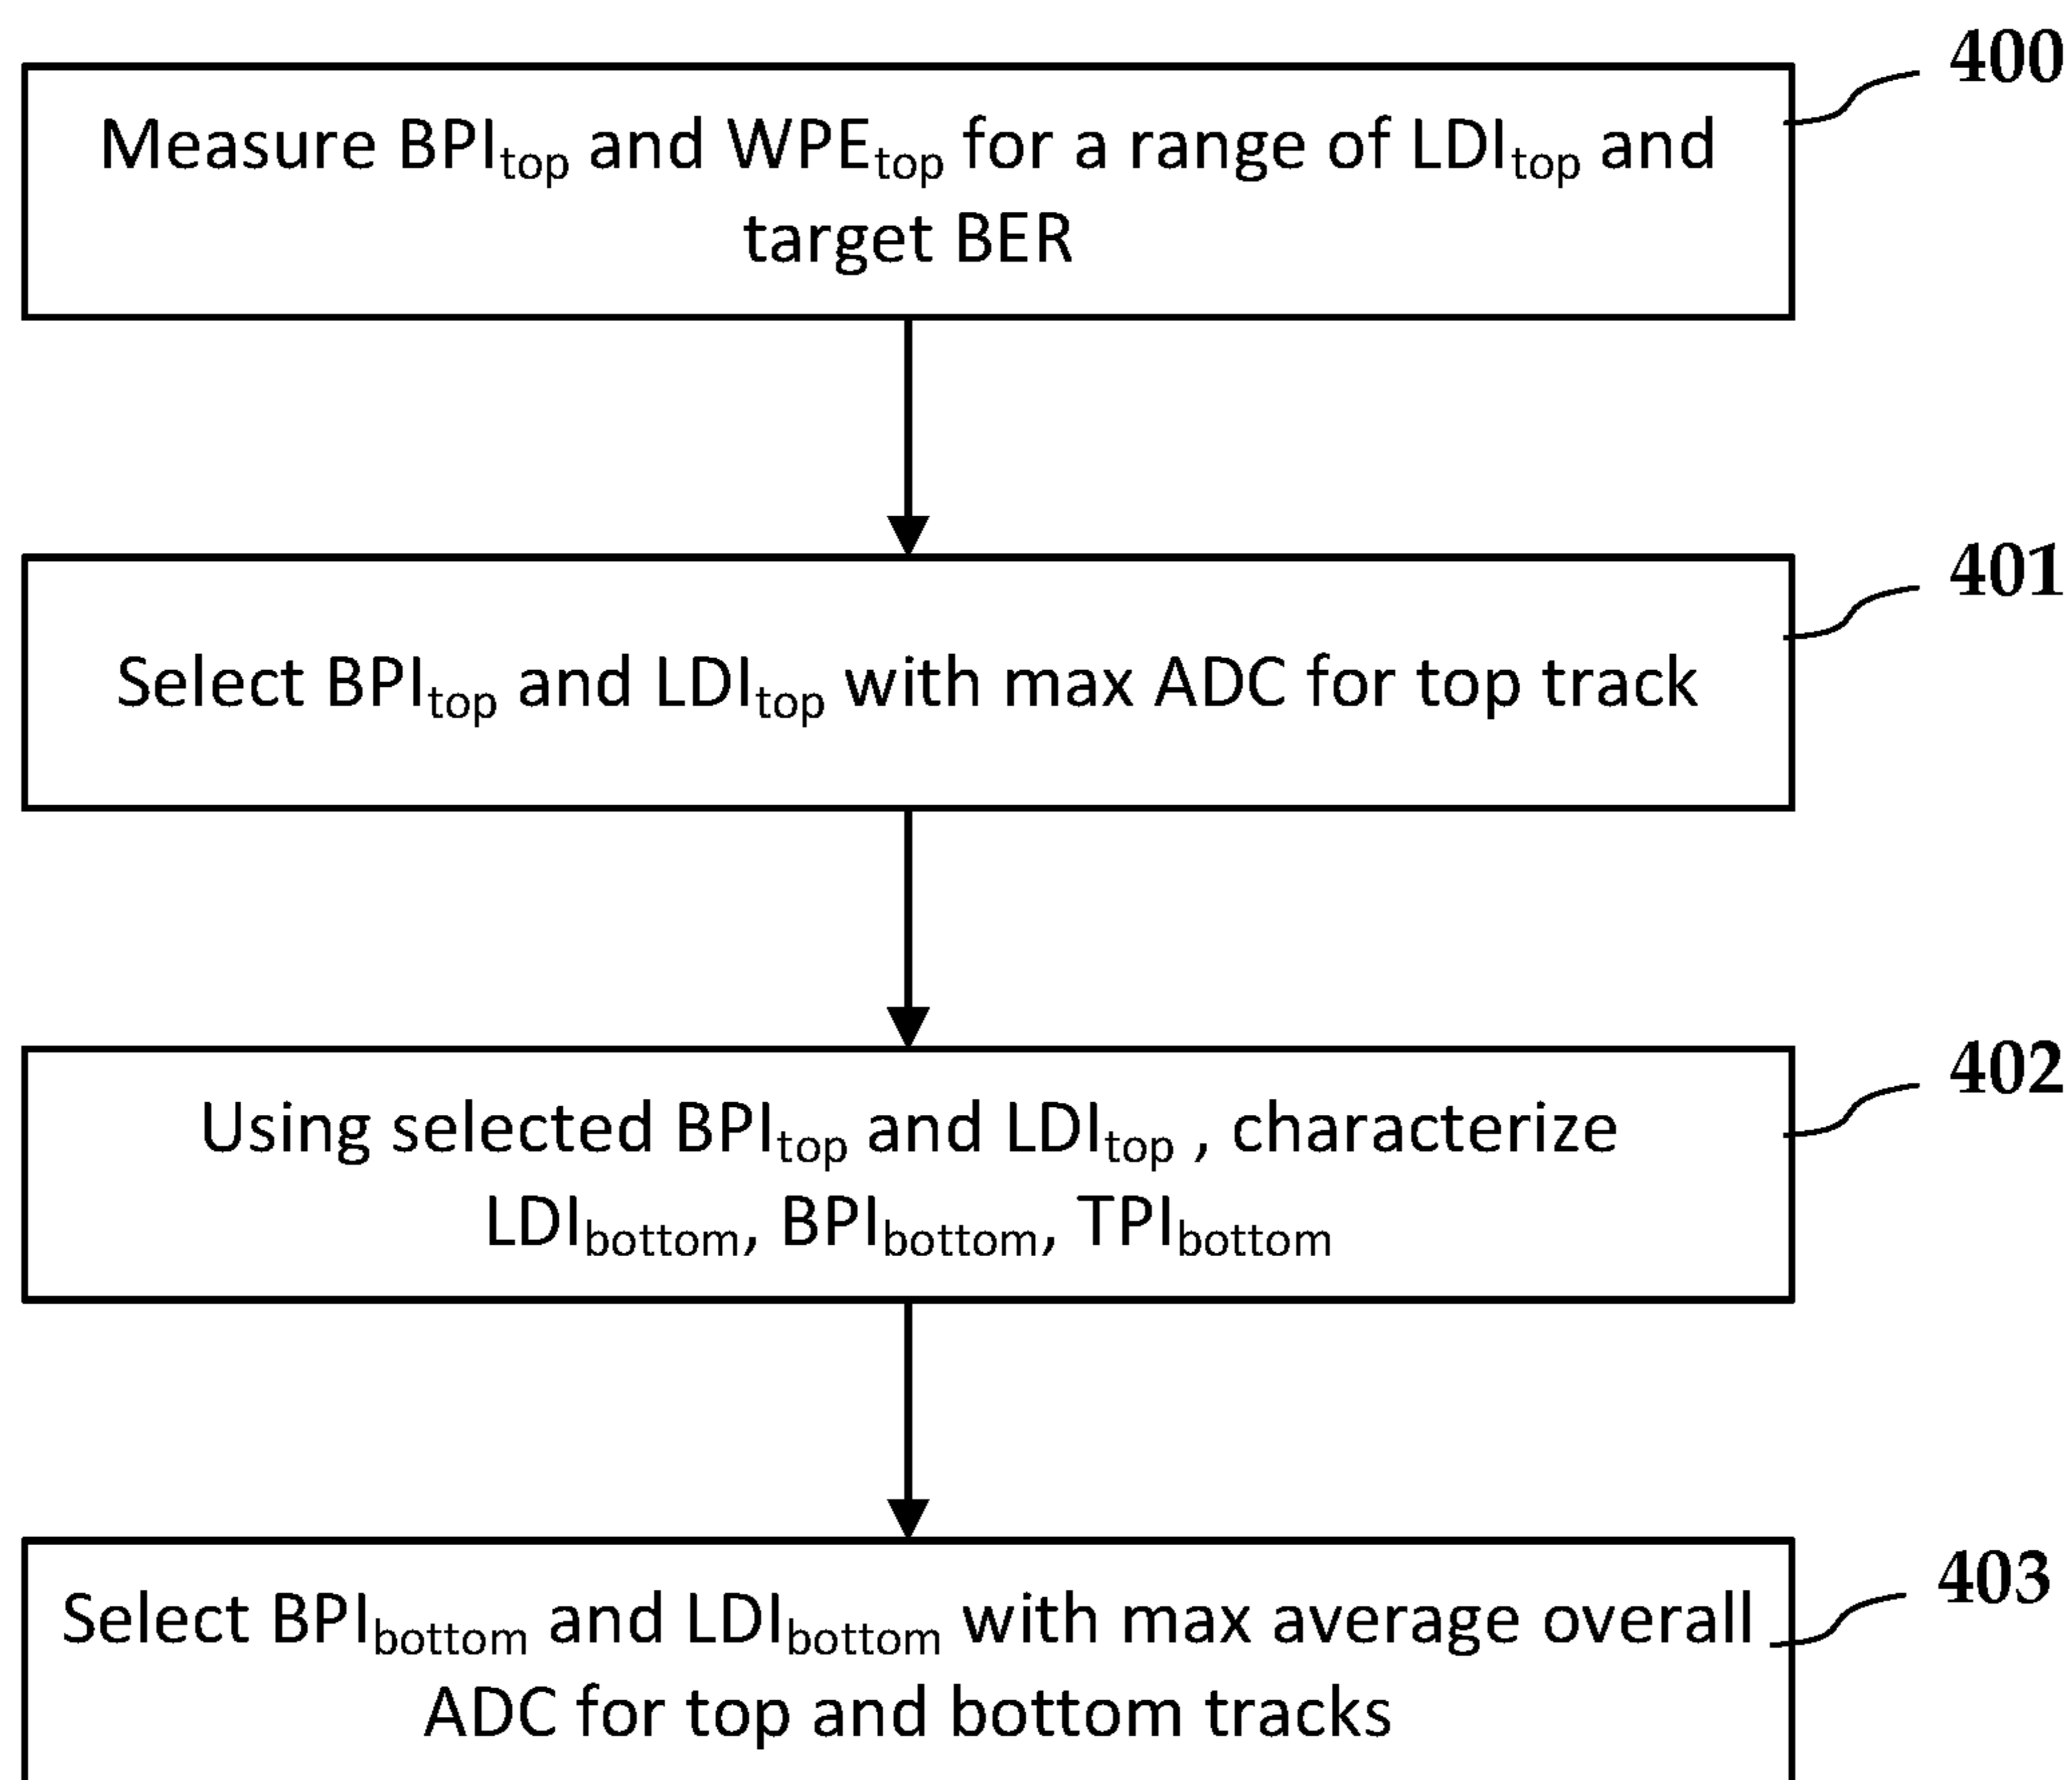 400
Measure BPItop and WPEtop for a range of LDItop and
target BER
401
Select BPItop and LDItop with max ADC for top track
402
Using selected BPItop and LDItop , characterize
LDIbottom, BPIbottom, TPIbottom
403
Select BPIbottom and LDIbottom with max average overall
ADC for top and bottom tracks